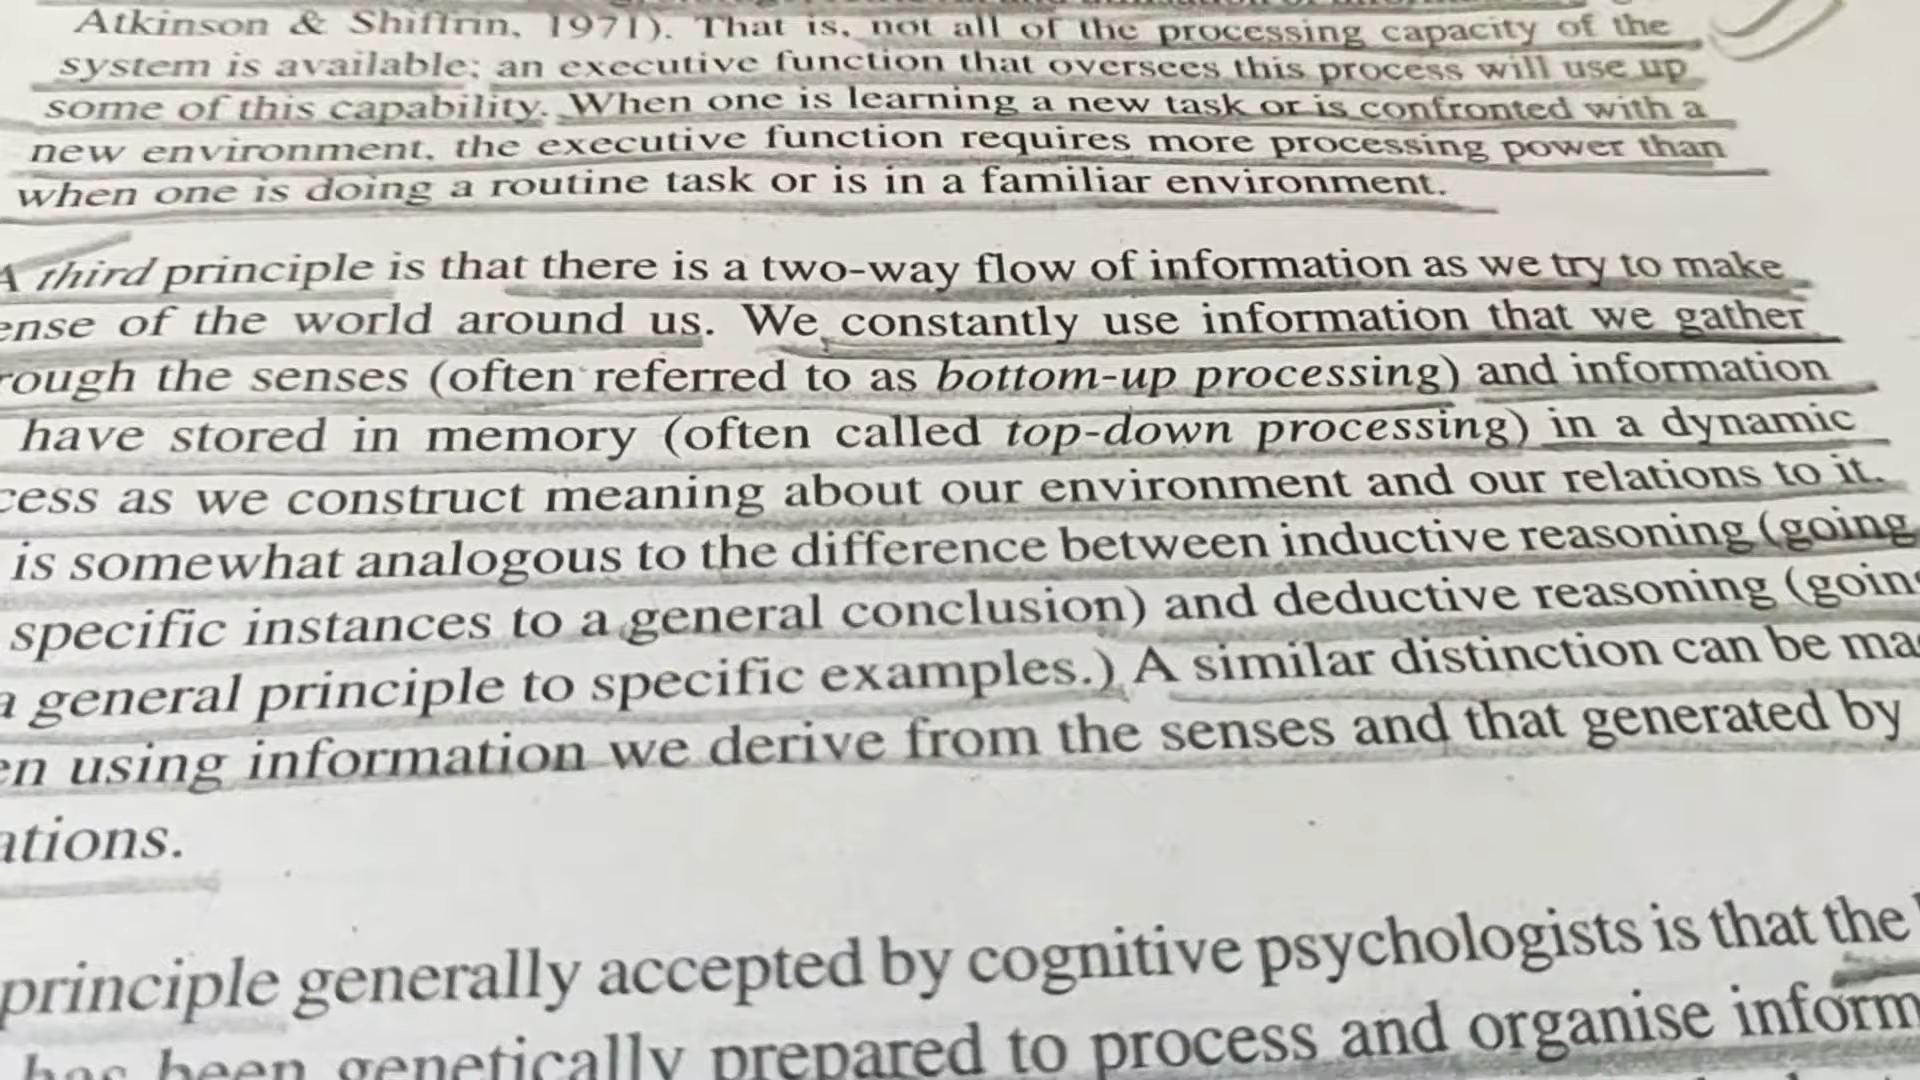 Atkinson & Shiffrin, 1971). That is, not all of the processing capacity of the
system is available; an executive function that oversees this process will use up
some of this capability. When one is learning a new task or is confronted with a
new environment, the executive function requires more processing power than
when one is doing a routine task or is in a familiar environment.
A third principle is that there is a two-way flow of information as we try to make
ense of the world around us. We constantly use information that we gather
rough the senses (often referred to as bottom-up processing) and information
have stored in memory (often called top-down processing) in a dynamic
cess as we construct meaning about our environment and our relations to it.
is somewhat analogous to the difference between inductive reasoning (going
specific instances to a general conclusion) and deductive reasoning (going
a general principle to specific examples.) A similar distinction can be ma
en using information we derive from the senses and that generated by
ations.
principle generally accepted by cognitive psychologists is that the
has been genetically prepared to process and organise inform